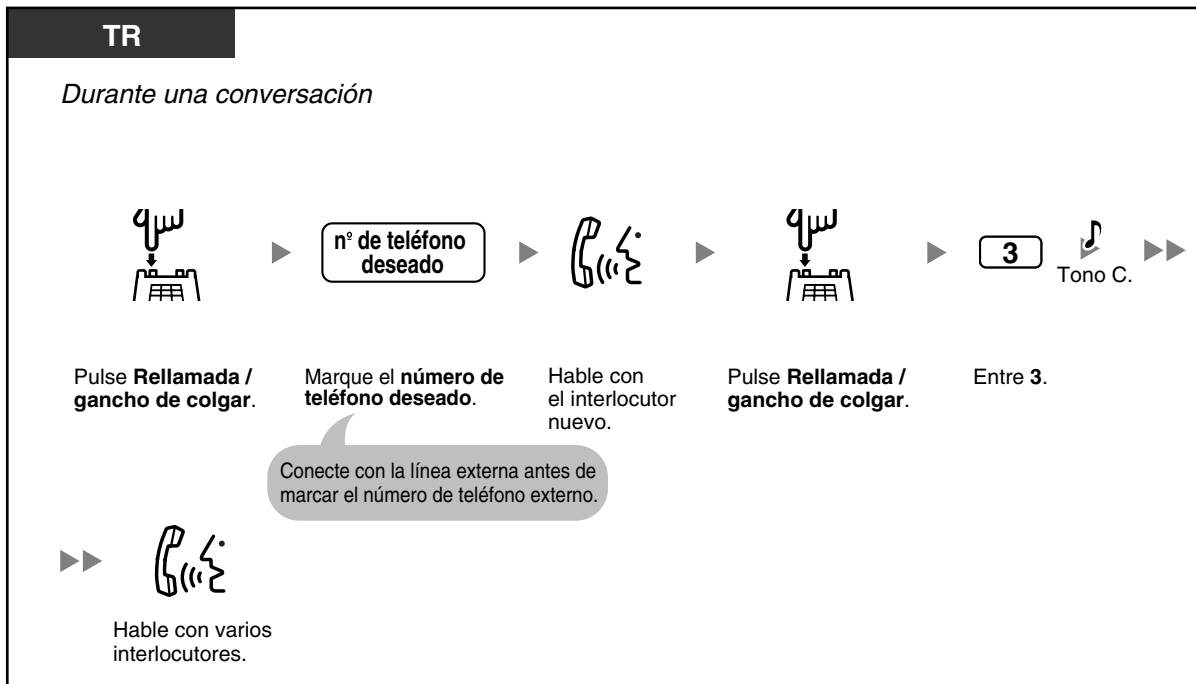 TR
Durante una conversación
nº de teléfono
deseado
3
Tono C.
Pulse Rellamada /
gancho de colgar.
Marque el número de
teléfono deseado.
Hable con
el interlocutor
nuevo.
Pulse Rellamada /
gancho de colgar.
Entre 3.
Conecte con la línea externa antes de
marcar el número de teléfono externo.
Hable con varios
interlocutores.